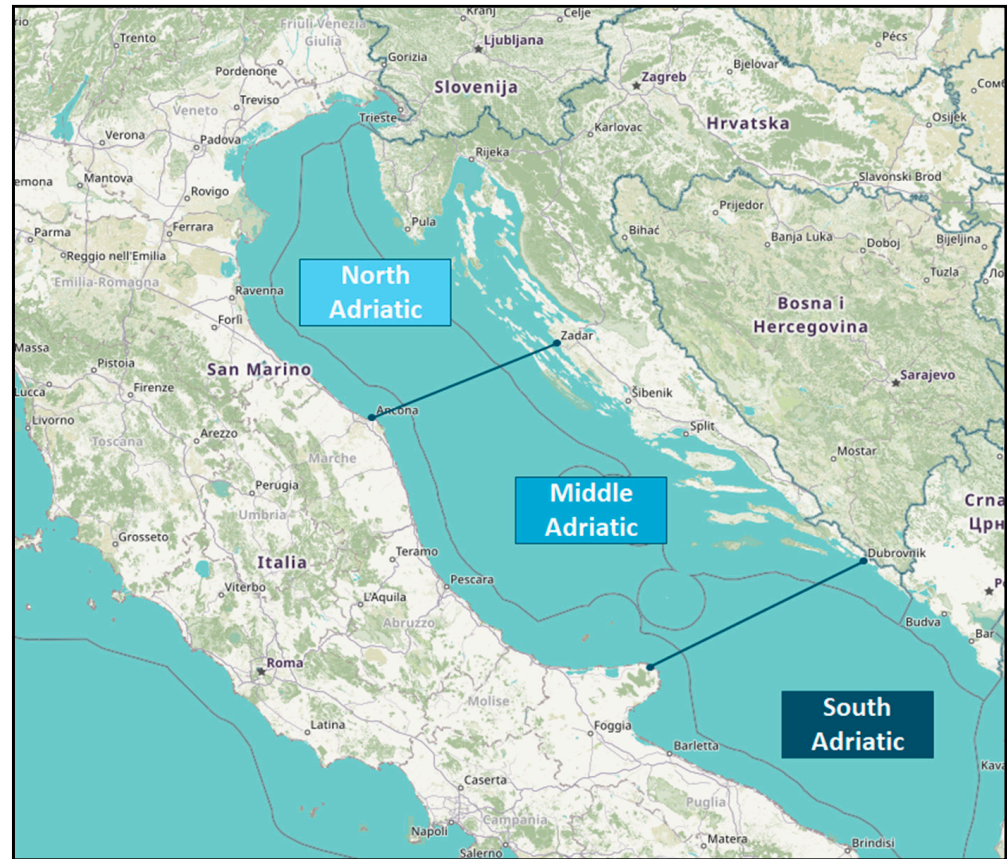 Kranj
Celje
Pécs
Trento
Friuli-Venezia
Giulia
Ljubljana
Gorizia
Bjelovar
Pordenone
Slovenija
Zagreb
Treviso
Veneto
Trieste
Karlovac
Hrvatska
Osijek
Verona
Padova
Rijeka
Mantova
Slavonski Brod
Rovigo
Prijedor
Parma
Ferrara
Pula
Bihać
Banja Luka
Doboj
Bijeljina
Reggio nell'Emilia
Tuzla
Emilia-Romagna
North
Adriatic
Ravenna
Bosna i
Hercegovina
Forlì
Zadar
Massa
Pistoia
San Marino
Sarajevo
Lucca
Firenze
Šibenik
Livorno
Ancona
Toscana
Arezzo
Split
Marche
Mostar
Perugia
Middle
Adriatic
Umbria
Crna
Црн
Grosseto
Teramo
Dubrovnik
Italia
Viterbo
Pescara
L'Aquila
Budva
Abruzzo
Bar
Roma
Molise
South
Adriatic
Latina
Foggia
Barletta
Kava
Caserta
Puglia
Campania
Napoli
Matera
Brindisi
Salerno